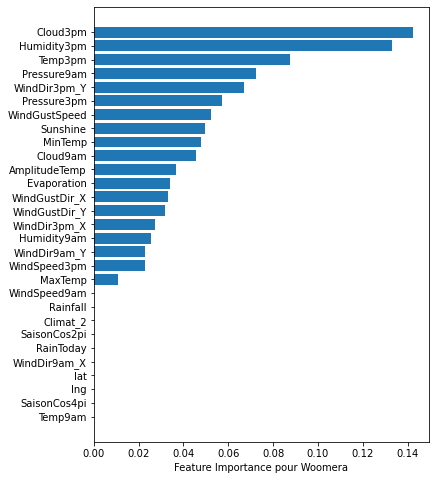 Cloud3pm
Humidity3pm
Temp3pm
Pressure9am
WindDir3pm_Y
Pressure3pm
WindGustSpeed
Sunshine
MinTemp
Cloud9am
AmplitudeTemp
Evaporation
WindGustDir_X
WindGustDir_Y
WindDir3pm_X
Humidity9am
WindDir9am_Y
WindSpeed3pm
MaxTemp
WindSpeed9am
Rainfall
Climat_2
SaisonCos2pi
RainToday
WindDir9am_X
lat
lng
SaisonCos4pi
Temp9am
0.00 0.02 0.04 0.06 0.08 0.10 0.12 0.14
Feature Importance pour Woomera